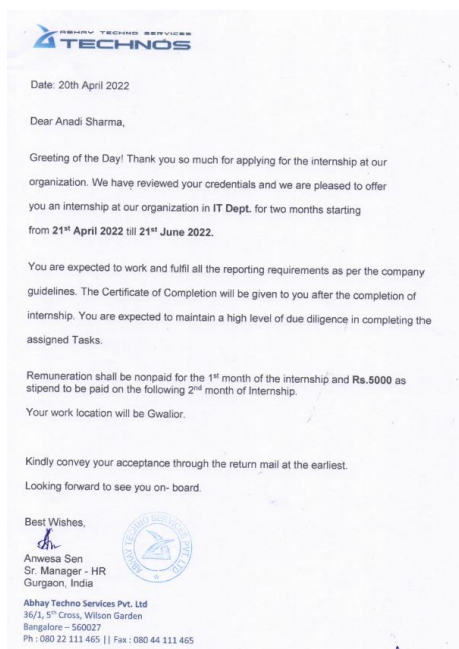 ABHAY TECHNO SERVICES
TECHNOS
Date: 20th April 2022
Dear Anadi Sharma,
Greeting of the Day! Thank you so much for applying for the internship at our
organization. We have reviewed your credentials and we are pleased to offer
you an internship at our organization in IT Dept. for two months starting
from 21st April 2022 till 21st June 2022.
You are expected to work and fulfil all the reporting requirements as per the company
guidelines. The Certificate of Completion will be given to you after the completion of
internship. You are expected to maintain a high level of due diligence in completing the
assigned Tasks.
Remuneration shall be nonpaid for the 1st month of the internship and Rs.5000 as
stipend to be paid on the following 2nd month of Internship.
Your work location will be Gwalior.
Kindly convey your acceptance through the return mail at the earliest.
Looking forward to see you on- board.
Best Wishes,
Anwesa Sen
Sr. Manager - HR
Gurgaon, India
ABHAY TECHNO SERVICES PVT. LTD
Abhay Techno Services Pvt. Ltd
36/1, 5th Cross, Wilson Garden
Bangalore – 560027
Ph : 080 22 111 465 || Fax : 080 44 111 465